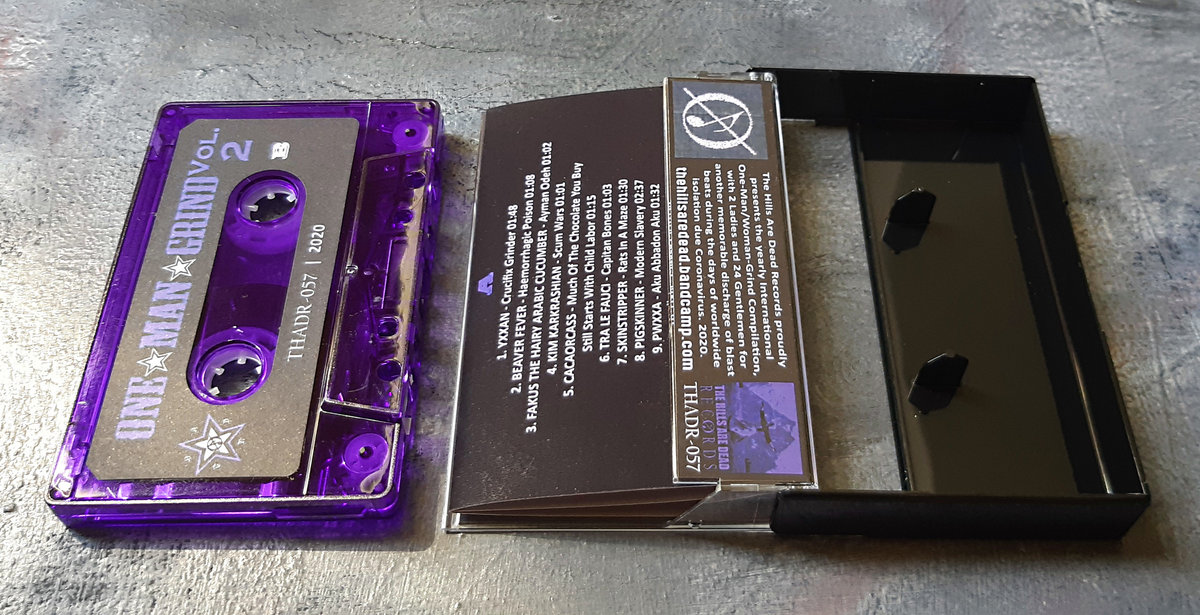 ONE★MAN★GRIND VOL. 2
B
THADR-057 | 2020
A
1. YXXAN - Crucifix Grinder 01:48
2. BEAVER FEVER - Haemorrhagic Poison 01:08
3. FAKUS THE HAIRY ARABIC CUCUMBER - Ayman Odeh 01:02
4. KIM KARKRASHIAN - Scum Wars 01:01
5. CACAORCASS - Much Of The Chocolate You Buy
Still Starts With Child Labor 01:15
6. TRA LE FAUCI - Capitan Bones 01:03
7. SKINSTRIPPER - Rats In A Maze 01:30
8. PIGSKINNER - Modern Slavery 02:37
9. PVWXXA - Aku Abbadon Aku 01:32
The Hills Are Dead Records proudly
presents the yearly International
One-Man/Woman-Grind Compilation,
with 2 Ladies and 24 Gentlemen for
another memorable discharge of blast
beats during the days of worldwide
isolation due Coronavirus. 2020.
thehillsaredead.bandcamp.com
THE HILLS ARE DEAD
RECORDS
THADR-057